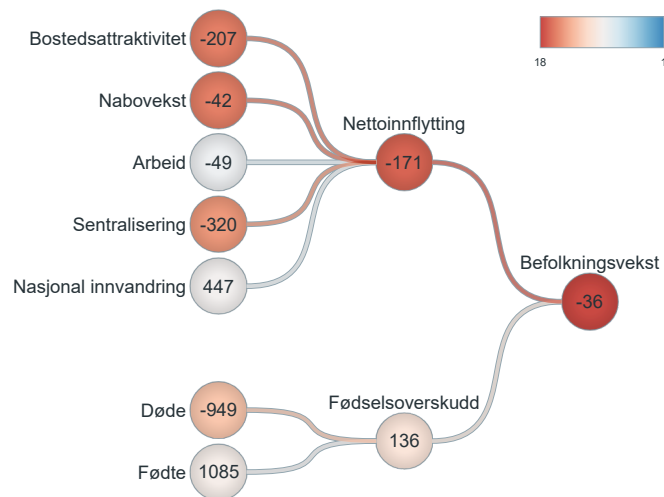 Bostedsattraktivitet
-207
Nabovekst
-42
Nettoinnflytting
Arbeid
-49
-171
Sentralisering
-320
Nasjonal innvandring
447
Befolkningsvekst
-36
Døde
-949
Fødselsoverskudd
136
Fødte
1085
18
1